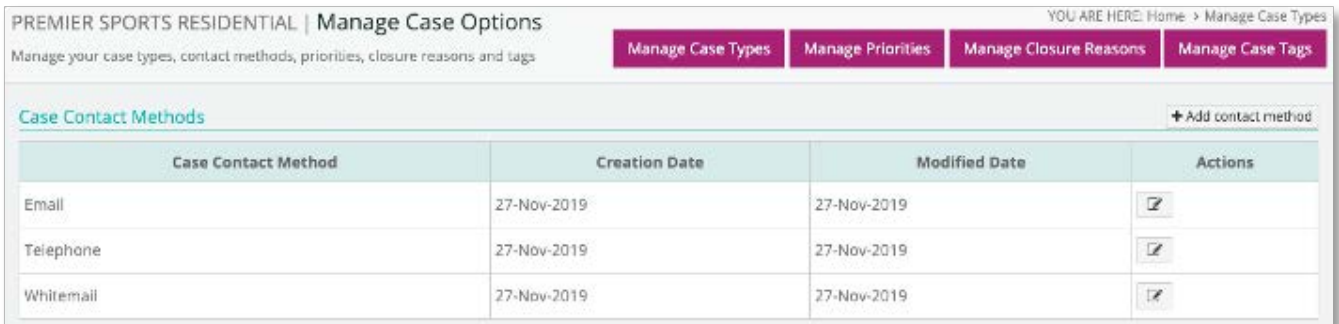 PREMIER SPORTS RESIDENTIAL | Manage Case Options
YOU ARE HERE: Home > Manage Case Types
Manage your case types, contact methods, priorities, closure reasons and tags
Manage Case Types Manage Priorities Manage Closure Reasons Manage Case Tags
Case Contact Methods
+ Add contact method
Case Contact Method Creation Date Modified Date Actions
Email 27-Nov-2019 27-Nov-2019
Telephone 27-Nov-2019 27-Nov-2019
Whitemail 27-Nov-2019 27-Nov-2019